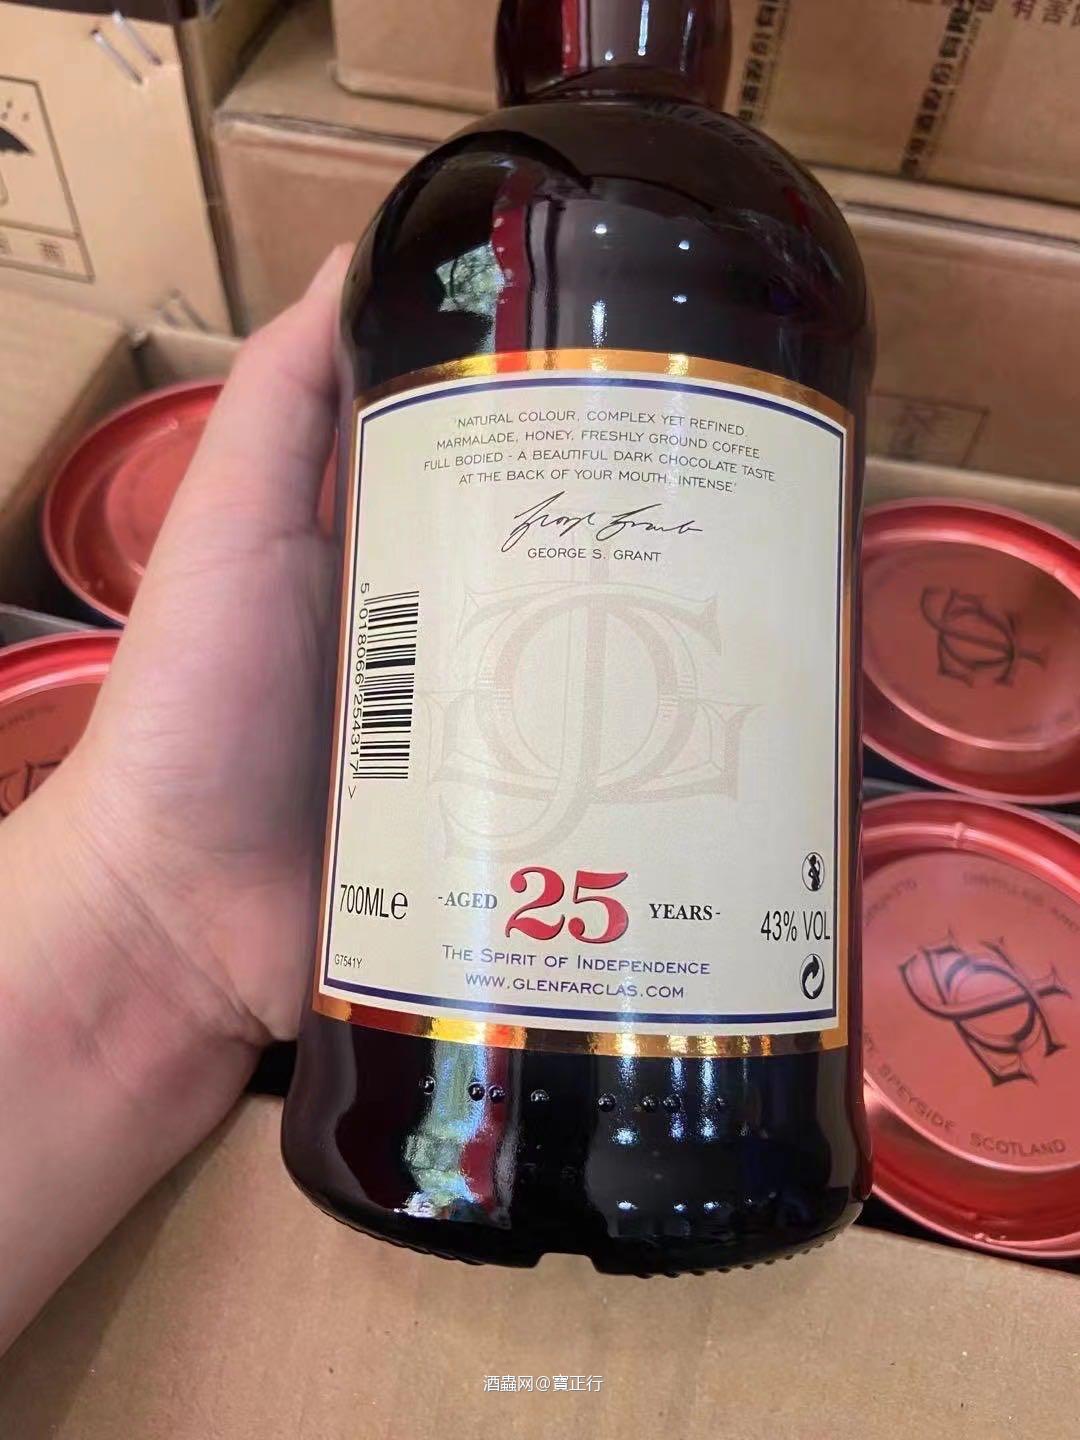 'NATURAL COLOUR, COMPLEX YET REFINED.
MARMALADE, HONEY, FRESHLY GROUND COFFEE
FULL BODIED - A BEAUTIFUL DARK CHOCOLATE TASTE
AT THE BACK OF YOUR MOUTH, INTENSE'
George Grant
GEORGE S. GRANT
5 018066 254317 >
700ML℮
-AGED 25 YEARS-
43% VOL
G7541Y
THE SPIRIT OF INDEPENDENCE
WWW.GLENFARCLAS.COM
SPEYSIDE, SCOTLAND
酒蟲网@寶正行